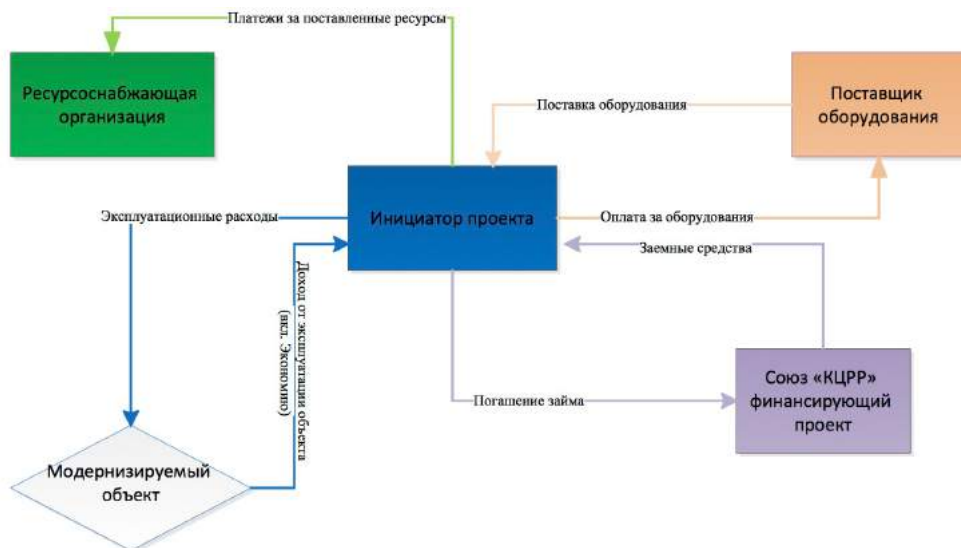 Платежи за поставленные ресурсы
Ресурсоснабжающая
организация
Поставка оборудования
Поставщик
оборудования
Эксплуатационные расходы
Инициатор проекта
Оплата за оборудования
Заемные средства
Доход от эксплуатации объекта
(вкл. Экономию)
Погашение займа
Союз «КЦРР»
финансирующий
проект
Модернизируемый
объект